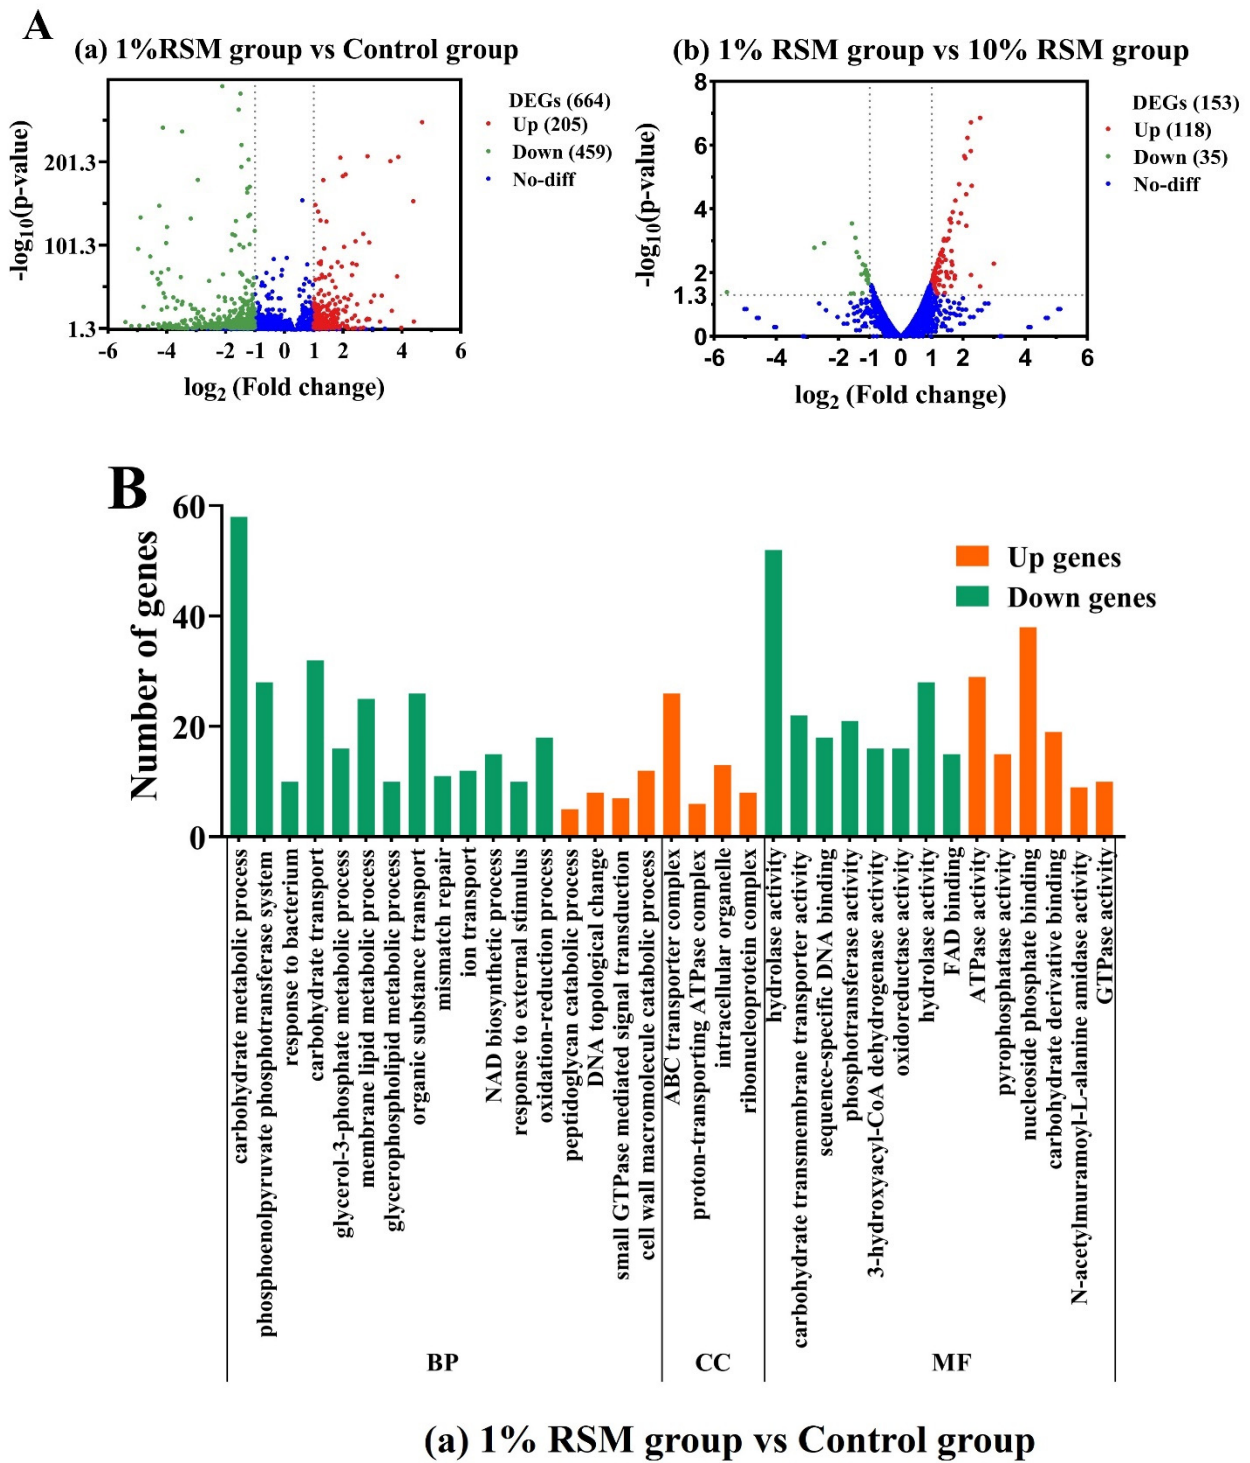 A
(a) 1%RSM group vs Control group
(b) 1% RSM group vs 10% RSM group
-log10(p-value)
201.3
101.3
1.3
-6
-2
-1
0
1
2
4
6
log2 (Fold change)
DEGs (664)
Up (205)
Down (459)
No-diff
-log10(p-value)
8
6
4
2
1.3
0
-6
-4
-2
-1
0
1
2
4
6
log2 (Fold change)
DEGs (153)
Up (118)
Down (35)
No-diff
B
Number of genes
60
40
20
0
Up genes
Down genes
carbohydrate metabolic process
phosphoenolpyruvate phosphotransferase system
response to bacterium
carbohydrate transport
glycerol-3-phosphate metabolic process
membrane lipid metabolic process
glycerophospholipid metabolic process
organic substance transport
mismatch repair
ion transport
NAD biosynthetic process
response to external stimulus
oxidation-reduction process
peptidoglycan catabolic process
DNA topological change
small GTPase mediated signal transduction
cell wall macromolecule catabolic process
ABC transporter complex
proton-transporting ATPase complex
intracellular organelle
ribonucleoprotein complex
hydrolase activity
carbohydrate transmembrane transporter activity
sequence-specific DNA binding
phosphotransferase activity
3-hydroxyacyl-CoA dehydrogenase activity
oxidoreductase activity
hydrolase activity
FAD binding
ATPase activity
pyrophosphatase activity
nucleoside phosphate binding
carbohydrate derivative binding
N-acetylmuramoyl-L-alanine amidase activity
GTPase activity
BP
CC
MF
(a) 1% RSM group vs Control group